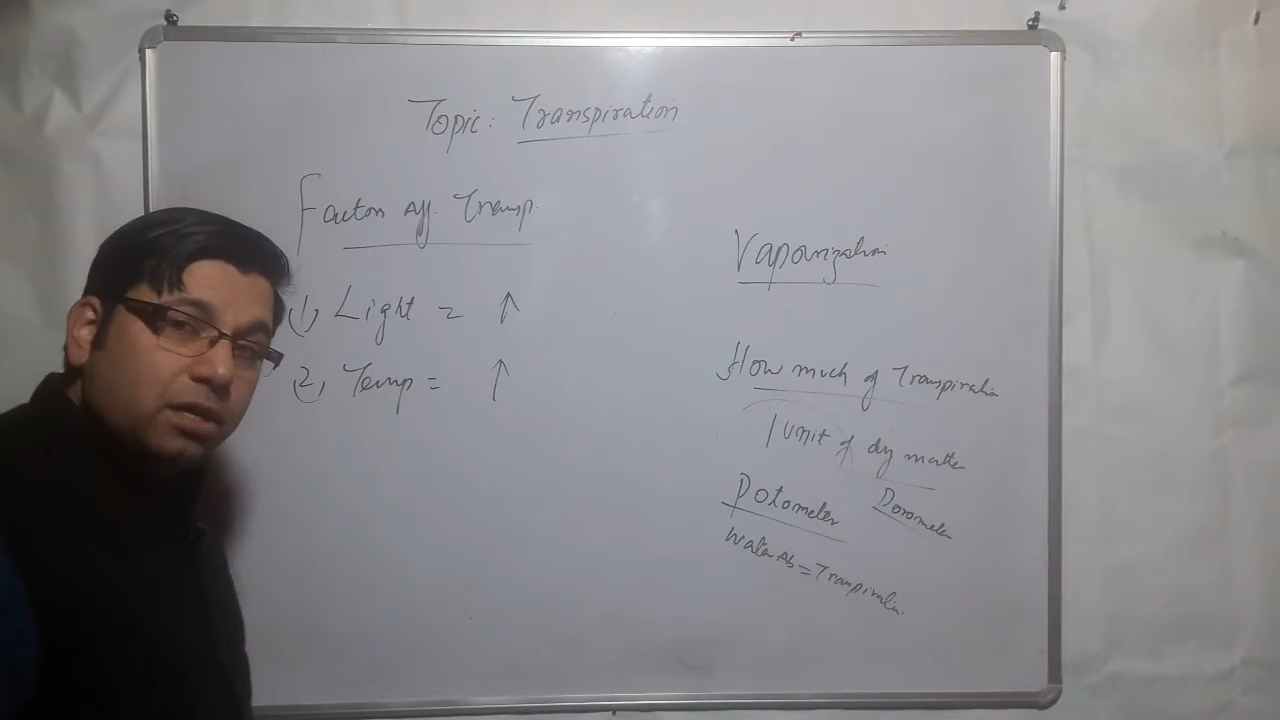 Topic: Transpiration
Factors Aff. Transp.
1) Light = ↑
2) Temp = ↑
Vaporization
How much of Transpiration
1 Unit of dry matter
Potometer Porometer
Water Ab = Transpiration